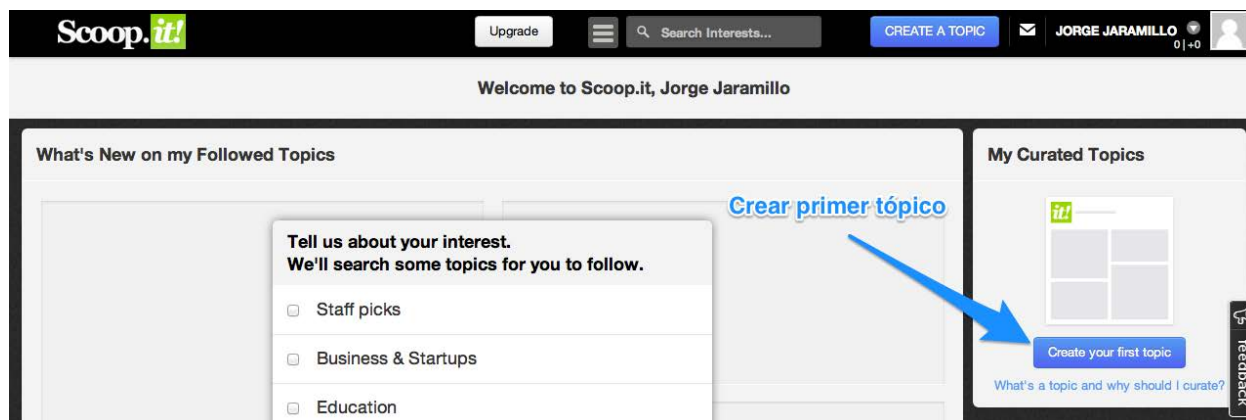 Scoop.it!
Upgrade
Search Interests...
CREATE A TOPIC
JORGE JARAMILLO
0 | +0
Welcome to Scoop.it, Jorge Jaramillo
What's New on my Followed Topics
My Curated Topics
Crear primer tópico
it!
Tell us about your interest.
We'll search some topics for you to follow.
Staff picks
Business & Startups
Education
Create your first topic
What's a topic and why should I curate?
feedback